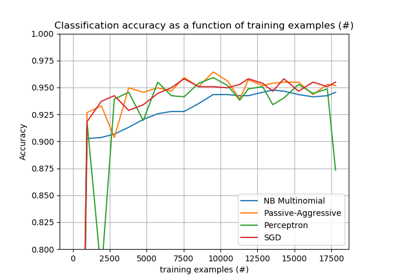 Classification accuracy as a function of training examples (#)
1.000
0.975
0.950
0.925
0.900
0.875
0.850
0.825
0.800
Accuracy
NB Multinomial
Passive-Aggressive
Perceptron
SGD
0 2500 5000 7500 10000 12500 15000 17500
training examples (#)